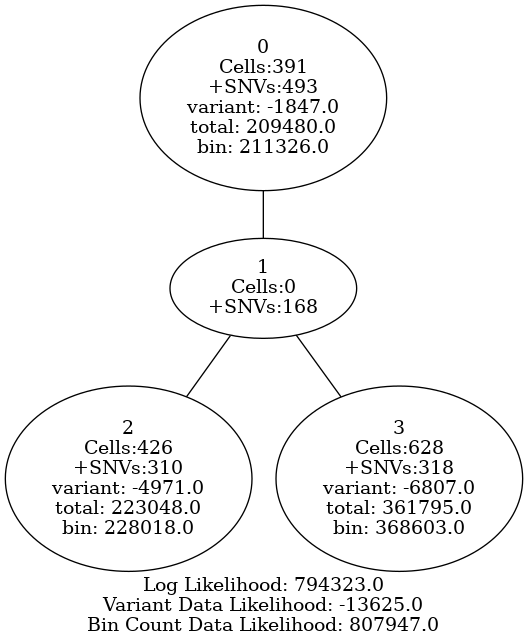 0
Cells:391
+SNVs:493
variant: -1847.0
total: 209480.0
bin: 211326.0
1
Cells:0
+SNVs:168
2
Cells:426
+SNVs:310
variant: -4971.0
total: 223048.0
bin: 228018.0
3
Cells:628
+SNVs:318
variant: -6807.0
total: 361795.0
bin: 368603.0
Log Likelihood: 794323.0
Variant Data Likelihood: -13625.0
Bin Count Data Likelihood: 807947.0